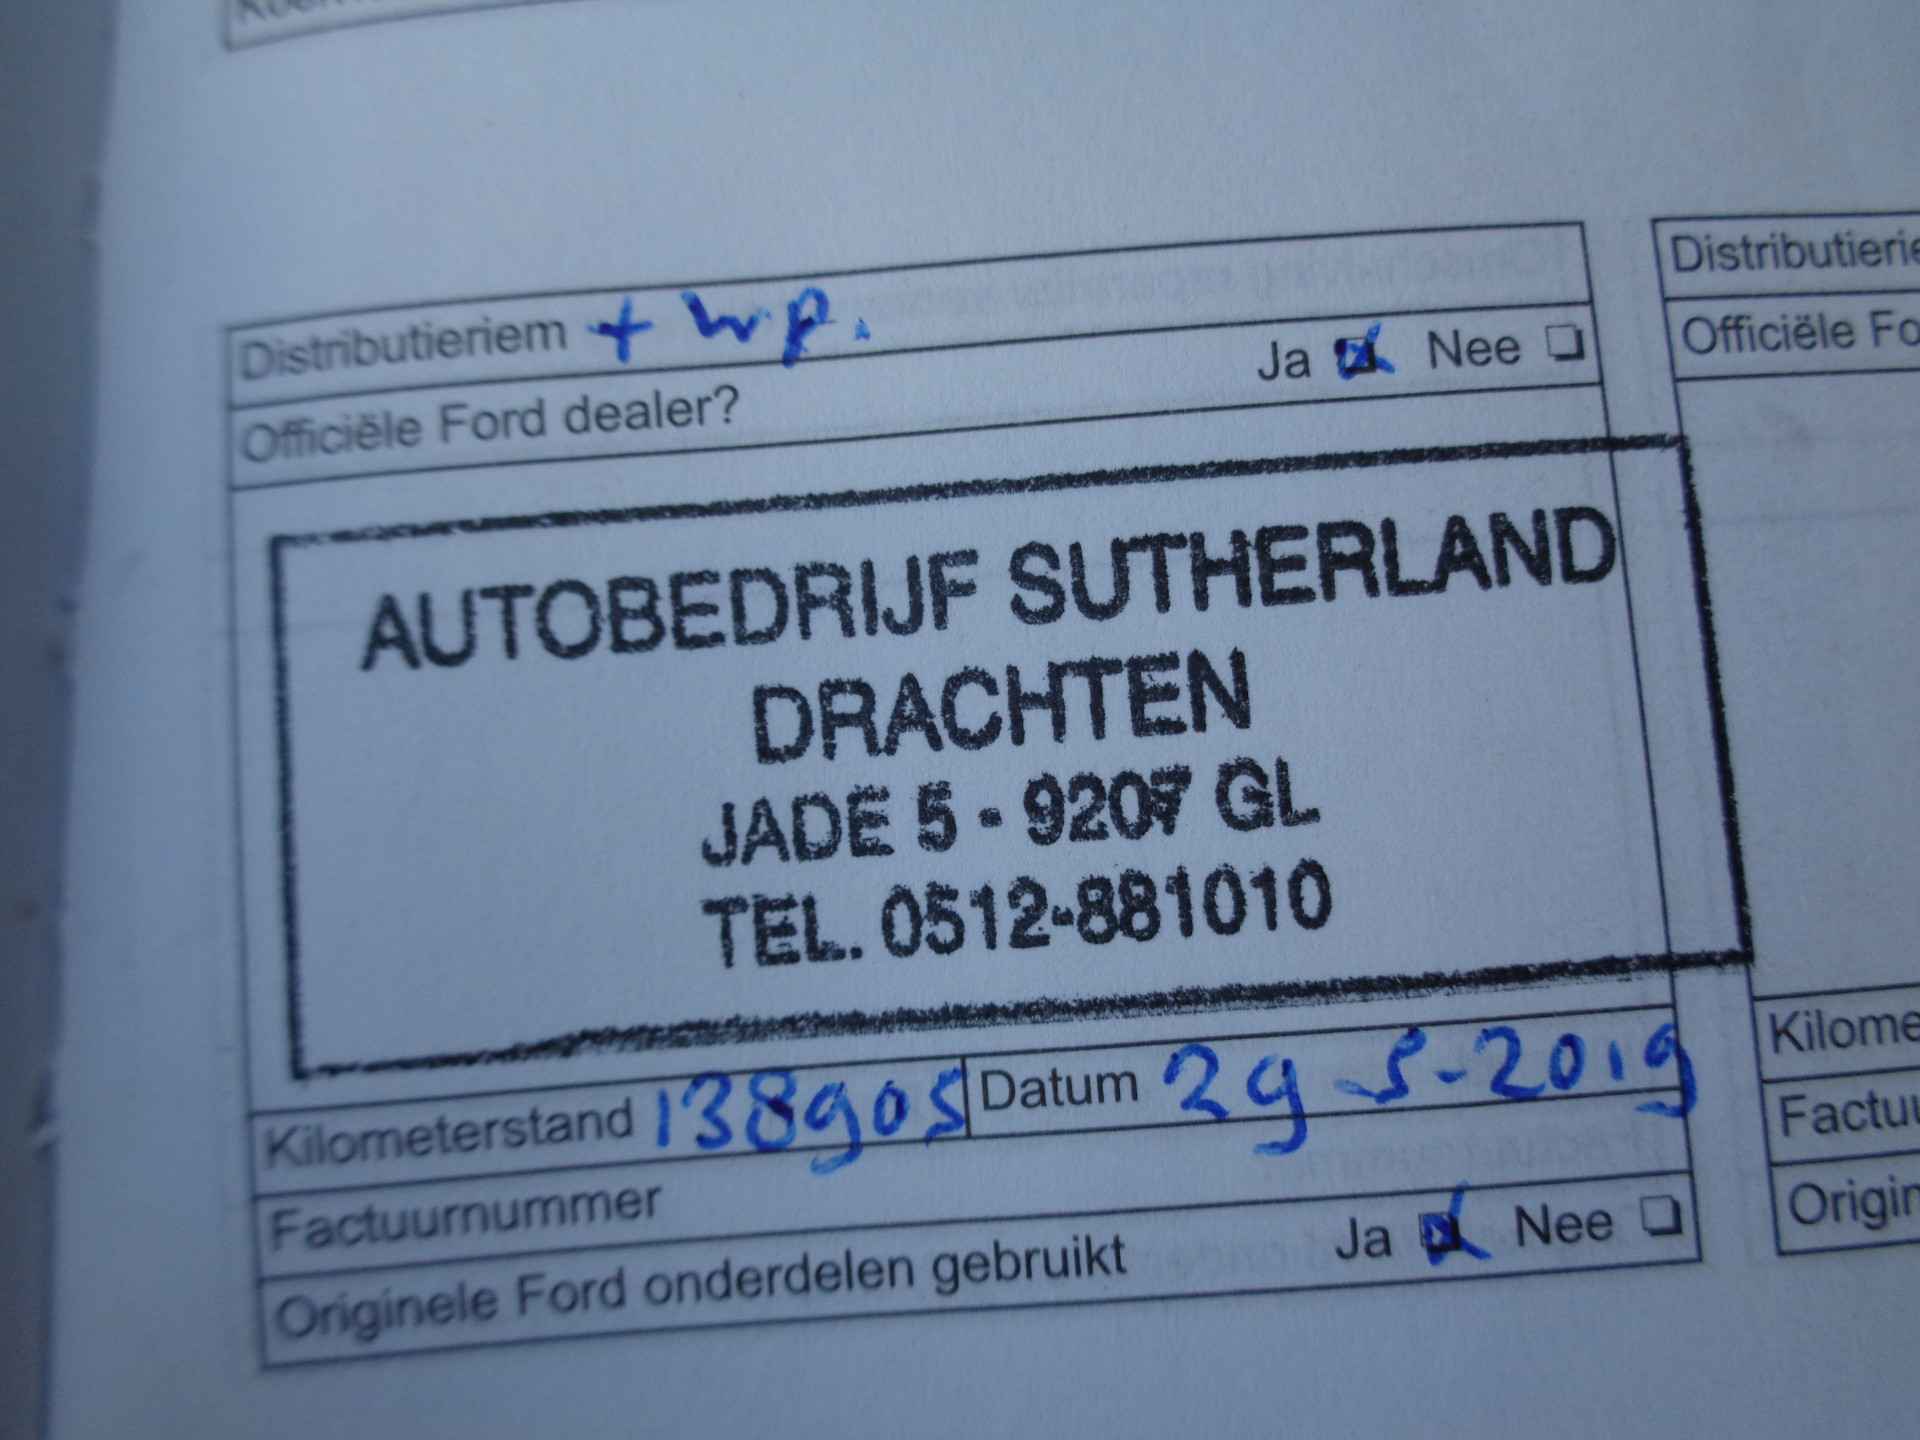 Distributieriem + wp.
Officiële Ford dealer? Ja Nee
AUTOBEDRIJF SUTHERLAND
DRACHTEN
JADE 5 - 9207 GL
TEL. 0512-881010
Kilometerstand 138905 Datum 29-5-2019
Factuurnummer
Originele Ford onderdelen gebruikt Ja Nee
Distributierie
Officiële Fo
Kilome
Factuu
Origin